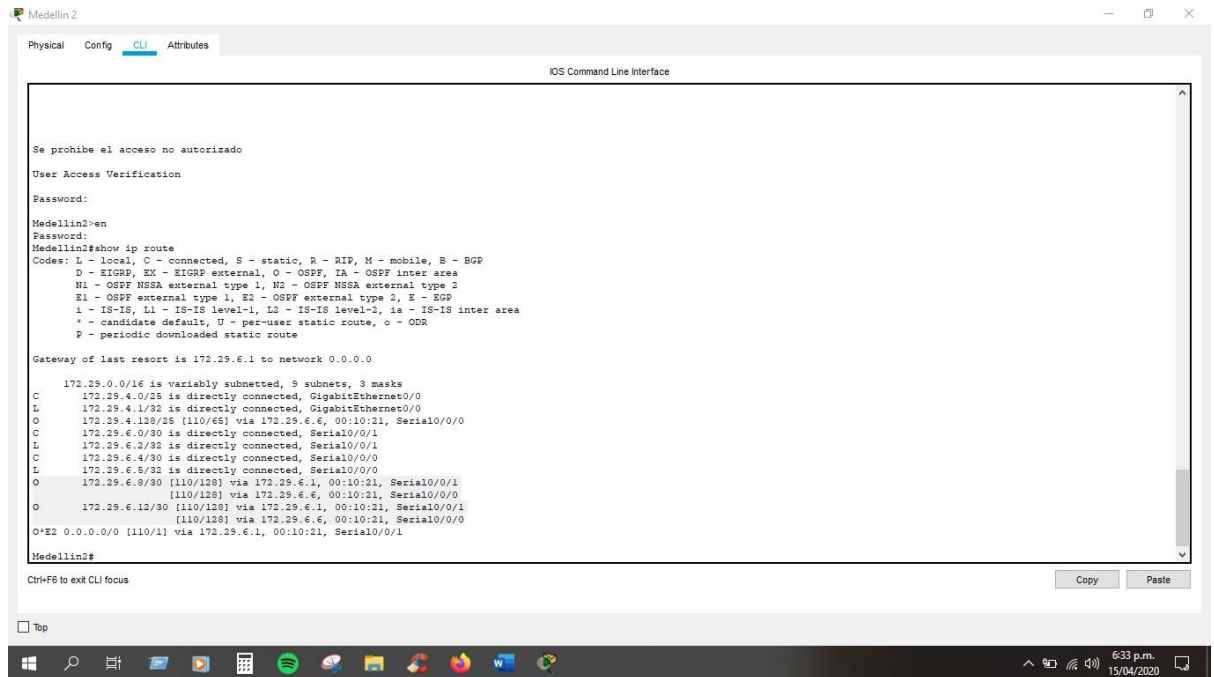 Medellin 2
Physical Config CLI Attributes
IOS Command Line Interface
Se prohibe el acceso no autorizado
User Access Verification
Password:
Medellin2>en
Password:
Medellin2#show ip route
Codes: L - local, C - connected, S - static, R - RIP, M - mobile, B - BGP
D - EIGRP, EX - EIGRP external, O - OSPF, IA - OSPF inter area
N1 - OSPF NSSA external type 1, N2 - OSPF NSSA external type 2
E1 - OSPF external type 1, E2 - OSPF external type 2, E - EGP
i - IS-IS, L1 - IS-IS level-1, L2 - IS-IS level-2, ia - IS-IS inter area
* - candidate default, U - per-user static route, o - ODR
P - periodic downloaded static route
Gateway of last resort is 172.29.6.1 to network 0.0.0.0
172.29.0.0/16 is variably subnetted, 9 subnets, 3 masks
C 172.29.4.0/25 is directly connected, GigabitEthernet0/0
L 172.29.4.1/32 is directly connected, GigabitEthernet0/0
O 172.29.4.128/25 [110/65] via 172.29.6.6, 00:10:21, Serial0/0/0
C 172.29.6.0/30 is directly connected, Serial0/0/1
L 172.29.6.2/32 is directly connected, Serial0/0/1
C 172.29.6.4/30 is directly connected, Serial0/0/0
L 172.29.6.5/32 is directly connected, Serial0/0/0
O 172.29.6.8/30 [110/128] via 172.29.6.1, 00:10:21, Serial0/0/1
[110/128] via 172.29.6.6, 00:10:21, Serial0/0/0
O 172.29.6.12/30 [110/128] via 172.29.6.1, 00:10:21, Serial0/0/1
[110/128] via 172.29.6.6, 00:10:21, Serial0/0/0
O*E2 0.0.0.0/0 [110/1] via 172.29.6.1, 00:10:21, Serial0/0/1
Medellin2#
Ctrl+F6 to exit CLI focus
Copy Paste
Top
6:33 p.m.
15/04/2020